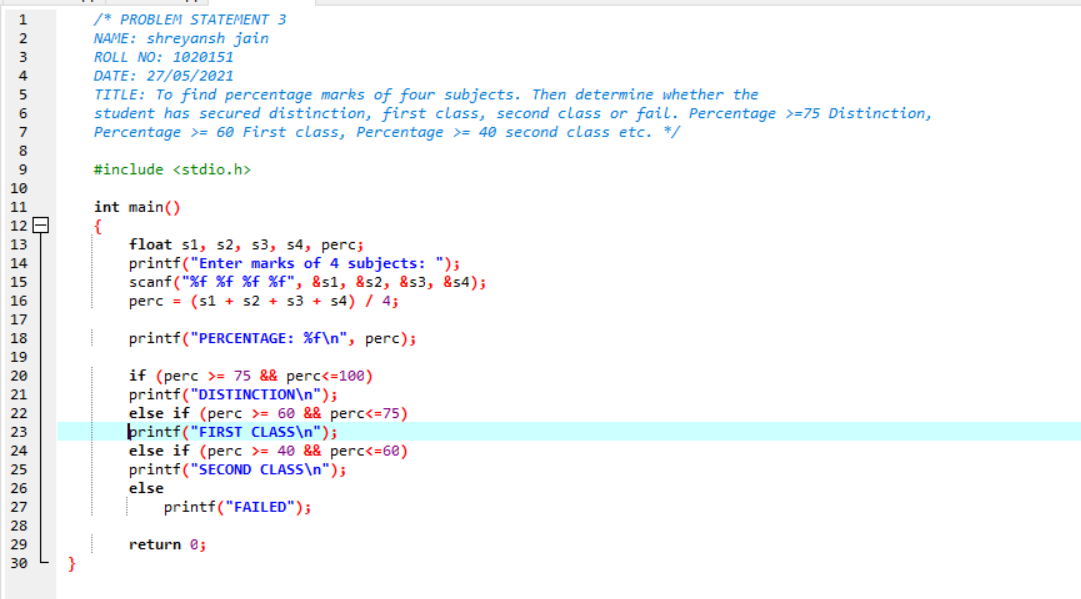 1 /* PROBLEM STATEMENT 3
2 NAME: shreyansh jain
3 ROLL NO: 1020151
4 DATE: 27/05/2021
5 TITLE: To find percentage marks of four subjects. Then determine whether the
6 student has secured distinction, first class, second class or fail. Percentage >=75 Distinction,
7 Percentage >= 60 First class, Percentage >= 40 second class etc. */
8
9 #include <stdio.h>
10
11 int main()
12 {
13 float s1, s2, s3, s4, perc;
14 printf("Enter marks of 4 subjects: ");
15 scanf("%f %f %f %f", &s1, &s2, &s3, &s4);
16 perc = (s1 + s2 + s3 + s4) / 4;
17
18 printf("PERCENTAGE: %f\n", perc);
19
20 if (perc >= 75 && perc<=100)
21 printf("DISTINCTION\n");
22 else if (perc >= 60 && perc<=75)
23 printf("FIRST CLASS\n");
24 else if (perc >= 40 && perc<=60)
25 printf("SECOND CLASS\n");
26 else
27 printf("FAILED");
28
29 return 0;
30 }